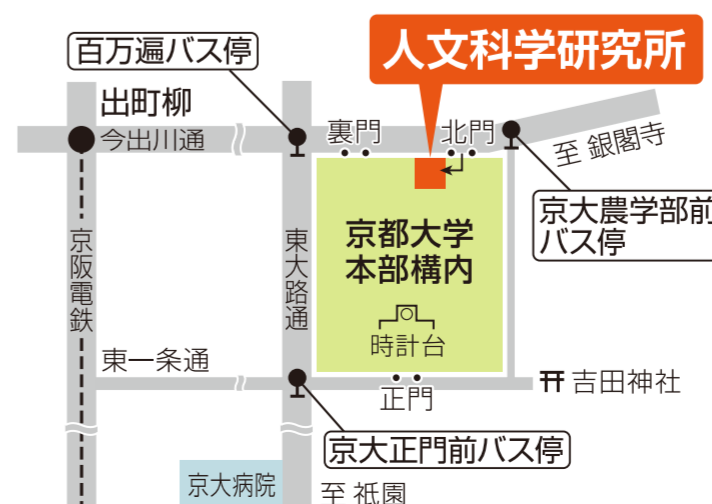 百万遍バス停
人文科学研究所
出町柳
今出川通
裏門
北門
至 銀閣寺
京大農学部前
バス停
京都大学
本部構内
京阪電鉄
東大路通
時計台
東一条通
正門
吉田神社
京大正門前バス停
京大病院
至 祇園